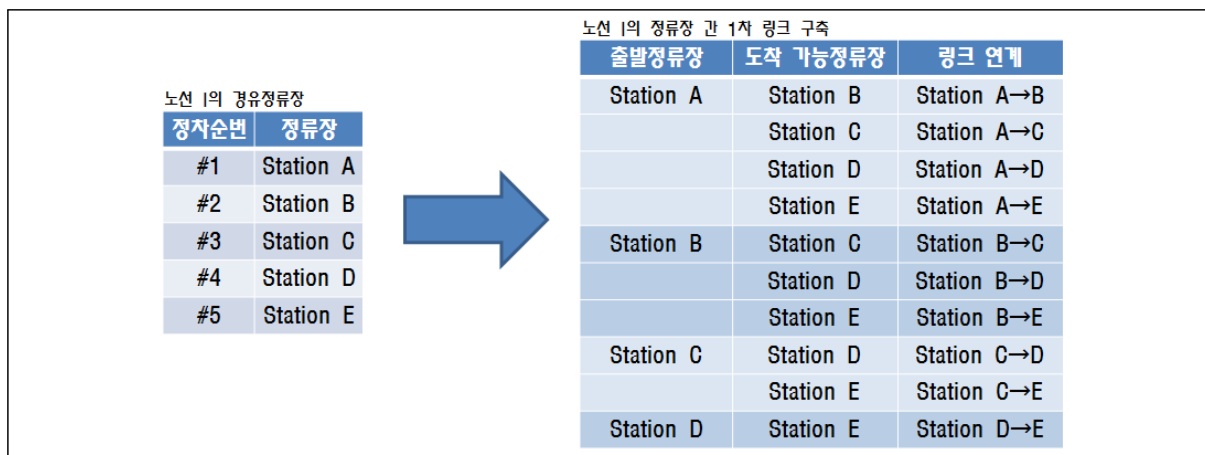 노선 I의 경유정류장
정차순번 정류장
#1 Station A
#2 Station B
#3 Station C
#4 Station D
#5 Station E
노선 I의 정류장 간 1차 링크 구축
출발정류장 도착 가능정류장 링크 연계
Station A Station B Station A→B
Station C Station A→C
Station D Station A→D
Station E Station A→E
Station B Station C Station B→C
Station D Station B→D
Station E Station B→E
Station C Station D Station C→D
Station E Station C→E
Station D Station E Station D→E